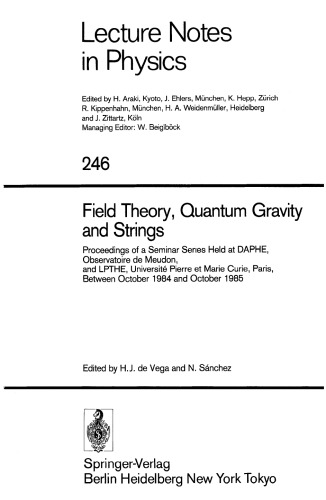 Lecture Notes
in Physics
Edited by H. Araki, Kyoto, J. Ehlers, München, K. Hepp, Zürich
R. Kippenhahn, München, H. A. Weidenmüller, Heidelberg
and J. Zittartz, Köln
Managing Editor: W. Beiglböck
246
Field Theory, Quantum Gravity
and Strings
Proceedings of a Seminar Series Held at DAPHE,
Observatoire de Meudon,
and LPTHE, Université Pierre et Marie Curie, Paris,
Between October 1984 and October 1985
Edited by H.J. de Vega and N. Sánchez
Springer-Verlag
Berlin Heidelberg New York Tokyo